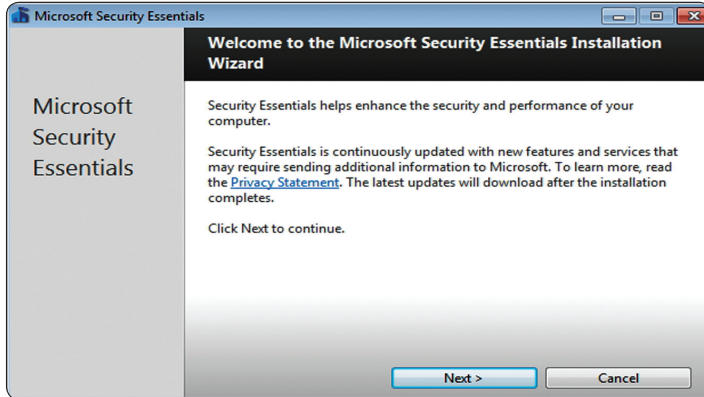 Microsoft Security Essentials
Welcome to the Microsoft Security Essentials Installation
Wizard
Microsoft
Security
Essentials
Security Essentials helps enhance the security and performance of your
computer.
Security Essentials is continuously updated with new features and services that
may require sending additional information to Microsoft. To learn more, read
the Privacy Statement. The latest updates will download after the installation
completes.
Click Next to continue.
Next >
Cancel